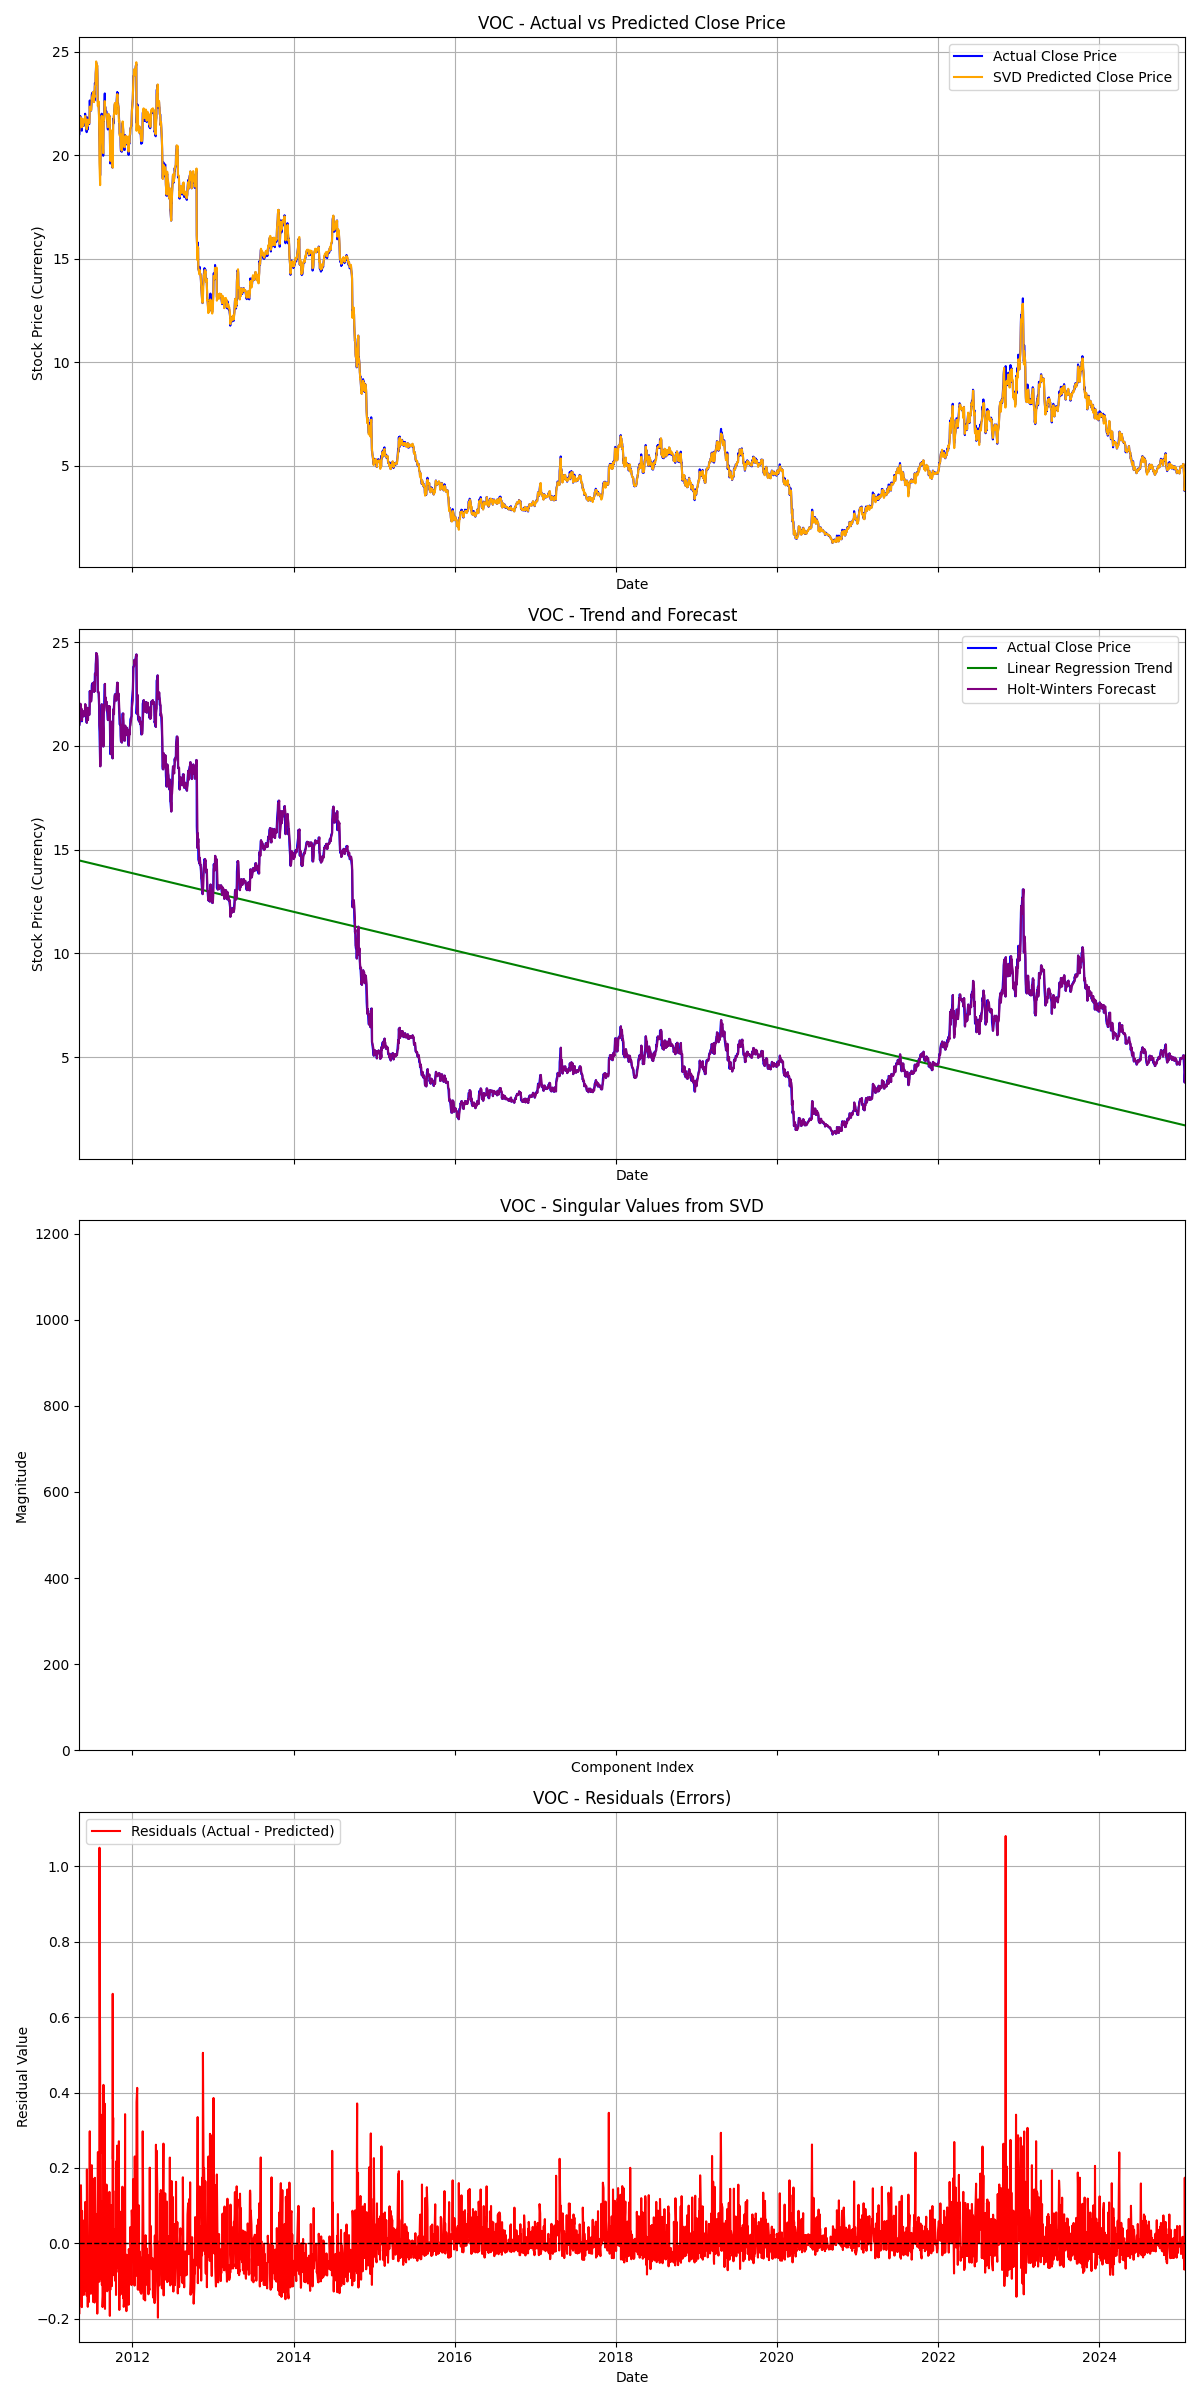 VOC - Actual vs Predicted Close Price
25
20
15
10
5
Stock Price (Currency)
Actual Close Price
SVD Predicted Close Price
Date
VOC - Trend and Forecast
25
20
15
10
5
Stock Price (Currency)
Actual Close Price
Linear Regression Trend
Holt-Winters Forecast
Date
VOC - Singular Values from SVD
1200
1000
800
600
400
200
0
Magnitude
Component Index
VOC - Residuals (Errors)
Residuals (Actual - Predicted)
1.0
0.8
0.6
0.4
0.2
0.0
−0.2
Residual Value
2012 2014 2016 2018 2020 2022 2024
Date